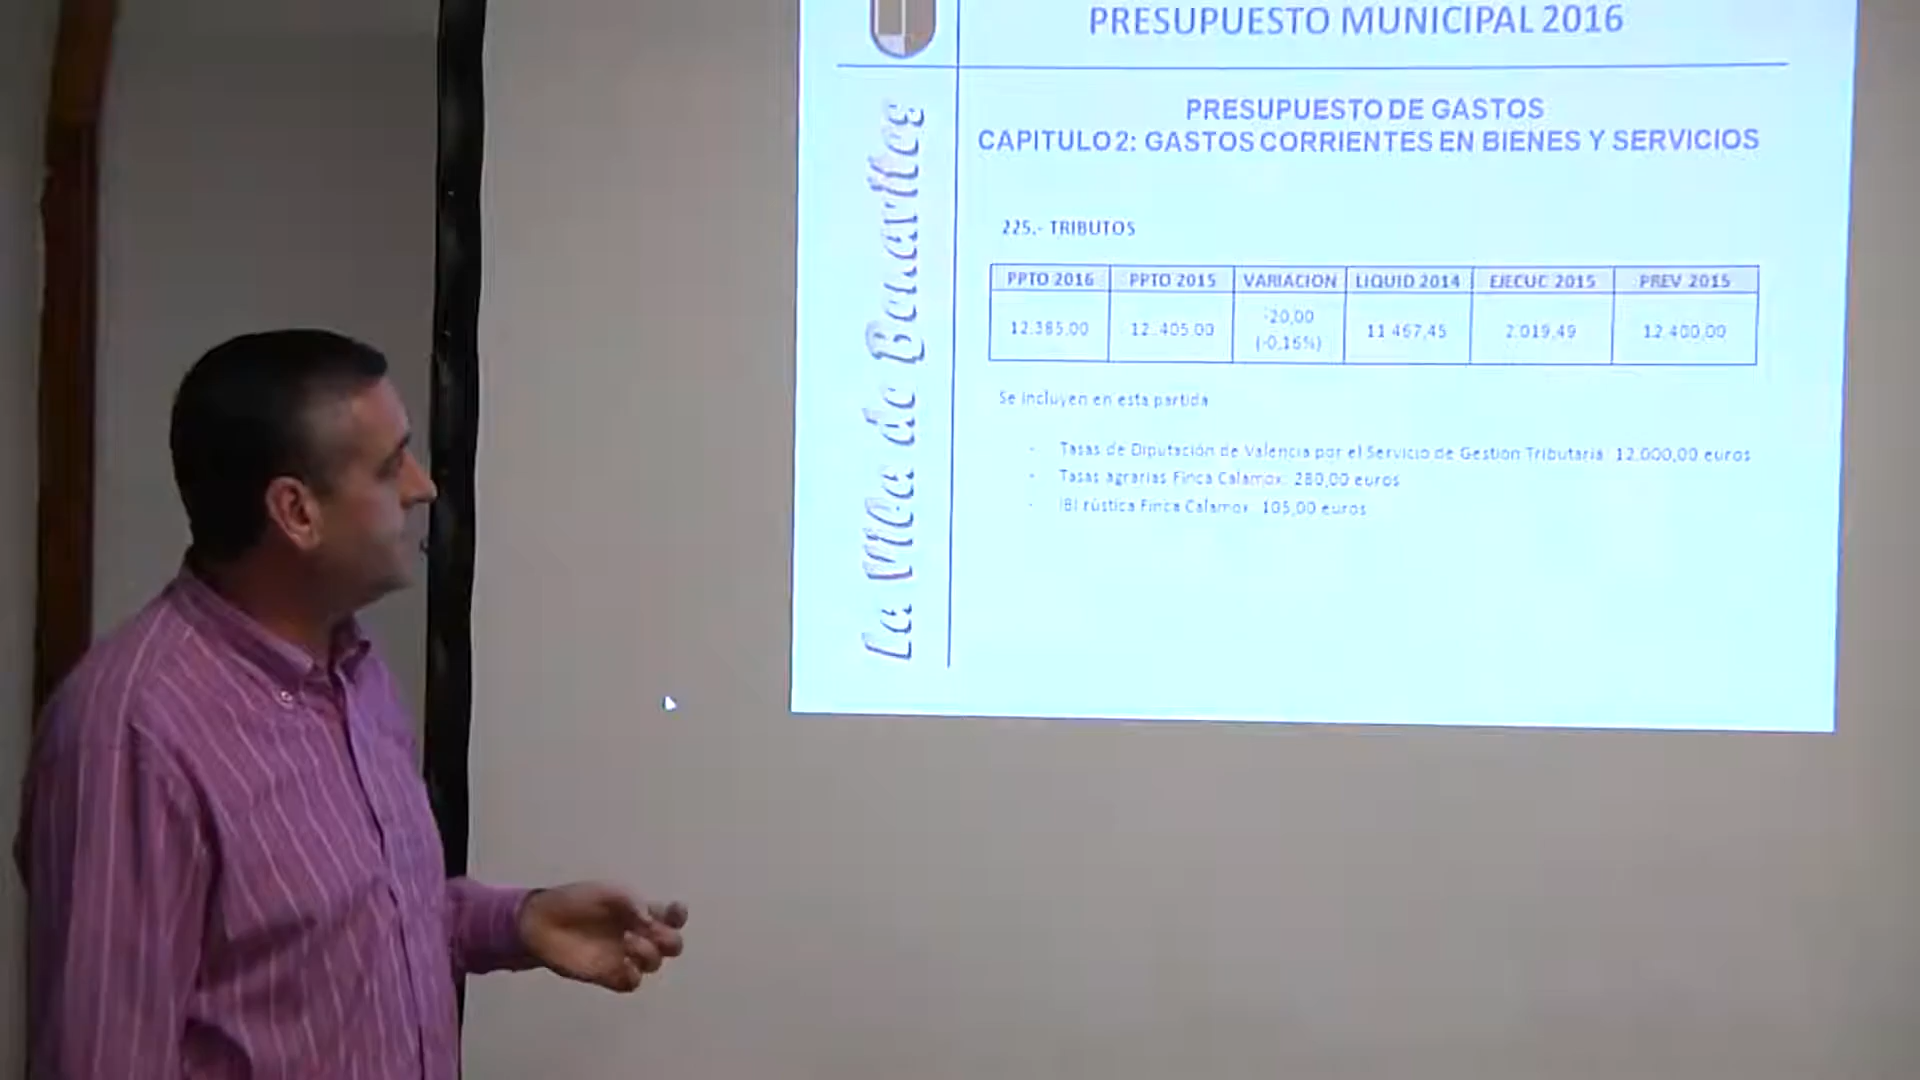 PRESUPUESTO MUNICIPAL 2016
PRESUPUESTO DE GASTOS
CAPITULO 2: GASTOS CORRIENTES EN BIENES Y SERVICIOS
La Vila de Benavites
225.- TRIBUTOS
PPTO 2016 PPTO 2015 VARIACION LIQUID 2014 EJECUC 2015 PREV 2015
12.385,00 12.405,00 -20,00 (-0,16%) 11.467,45 2.019,49 12.400,00
Se incluyen en esta partida
- Tasas de Diputación de Valencia por el Servicio de Gestión Tributaria: 12.000,00 euros
- Tasas agrarias Finca Calamox: 280,00 euros
- IBI rústica Finca Calamox: 105,00 euros